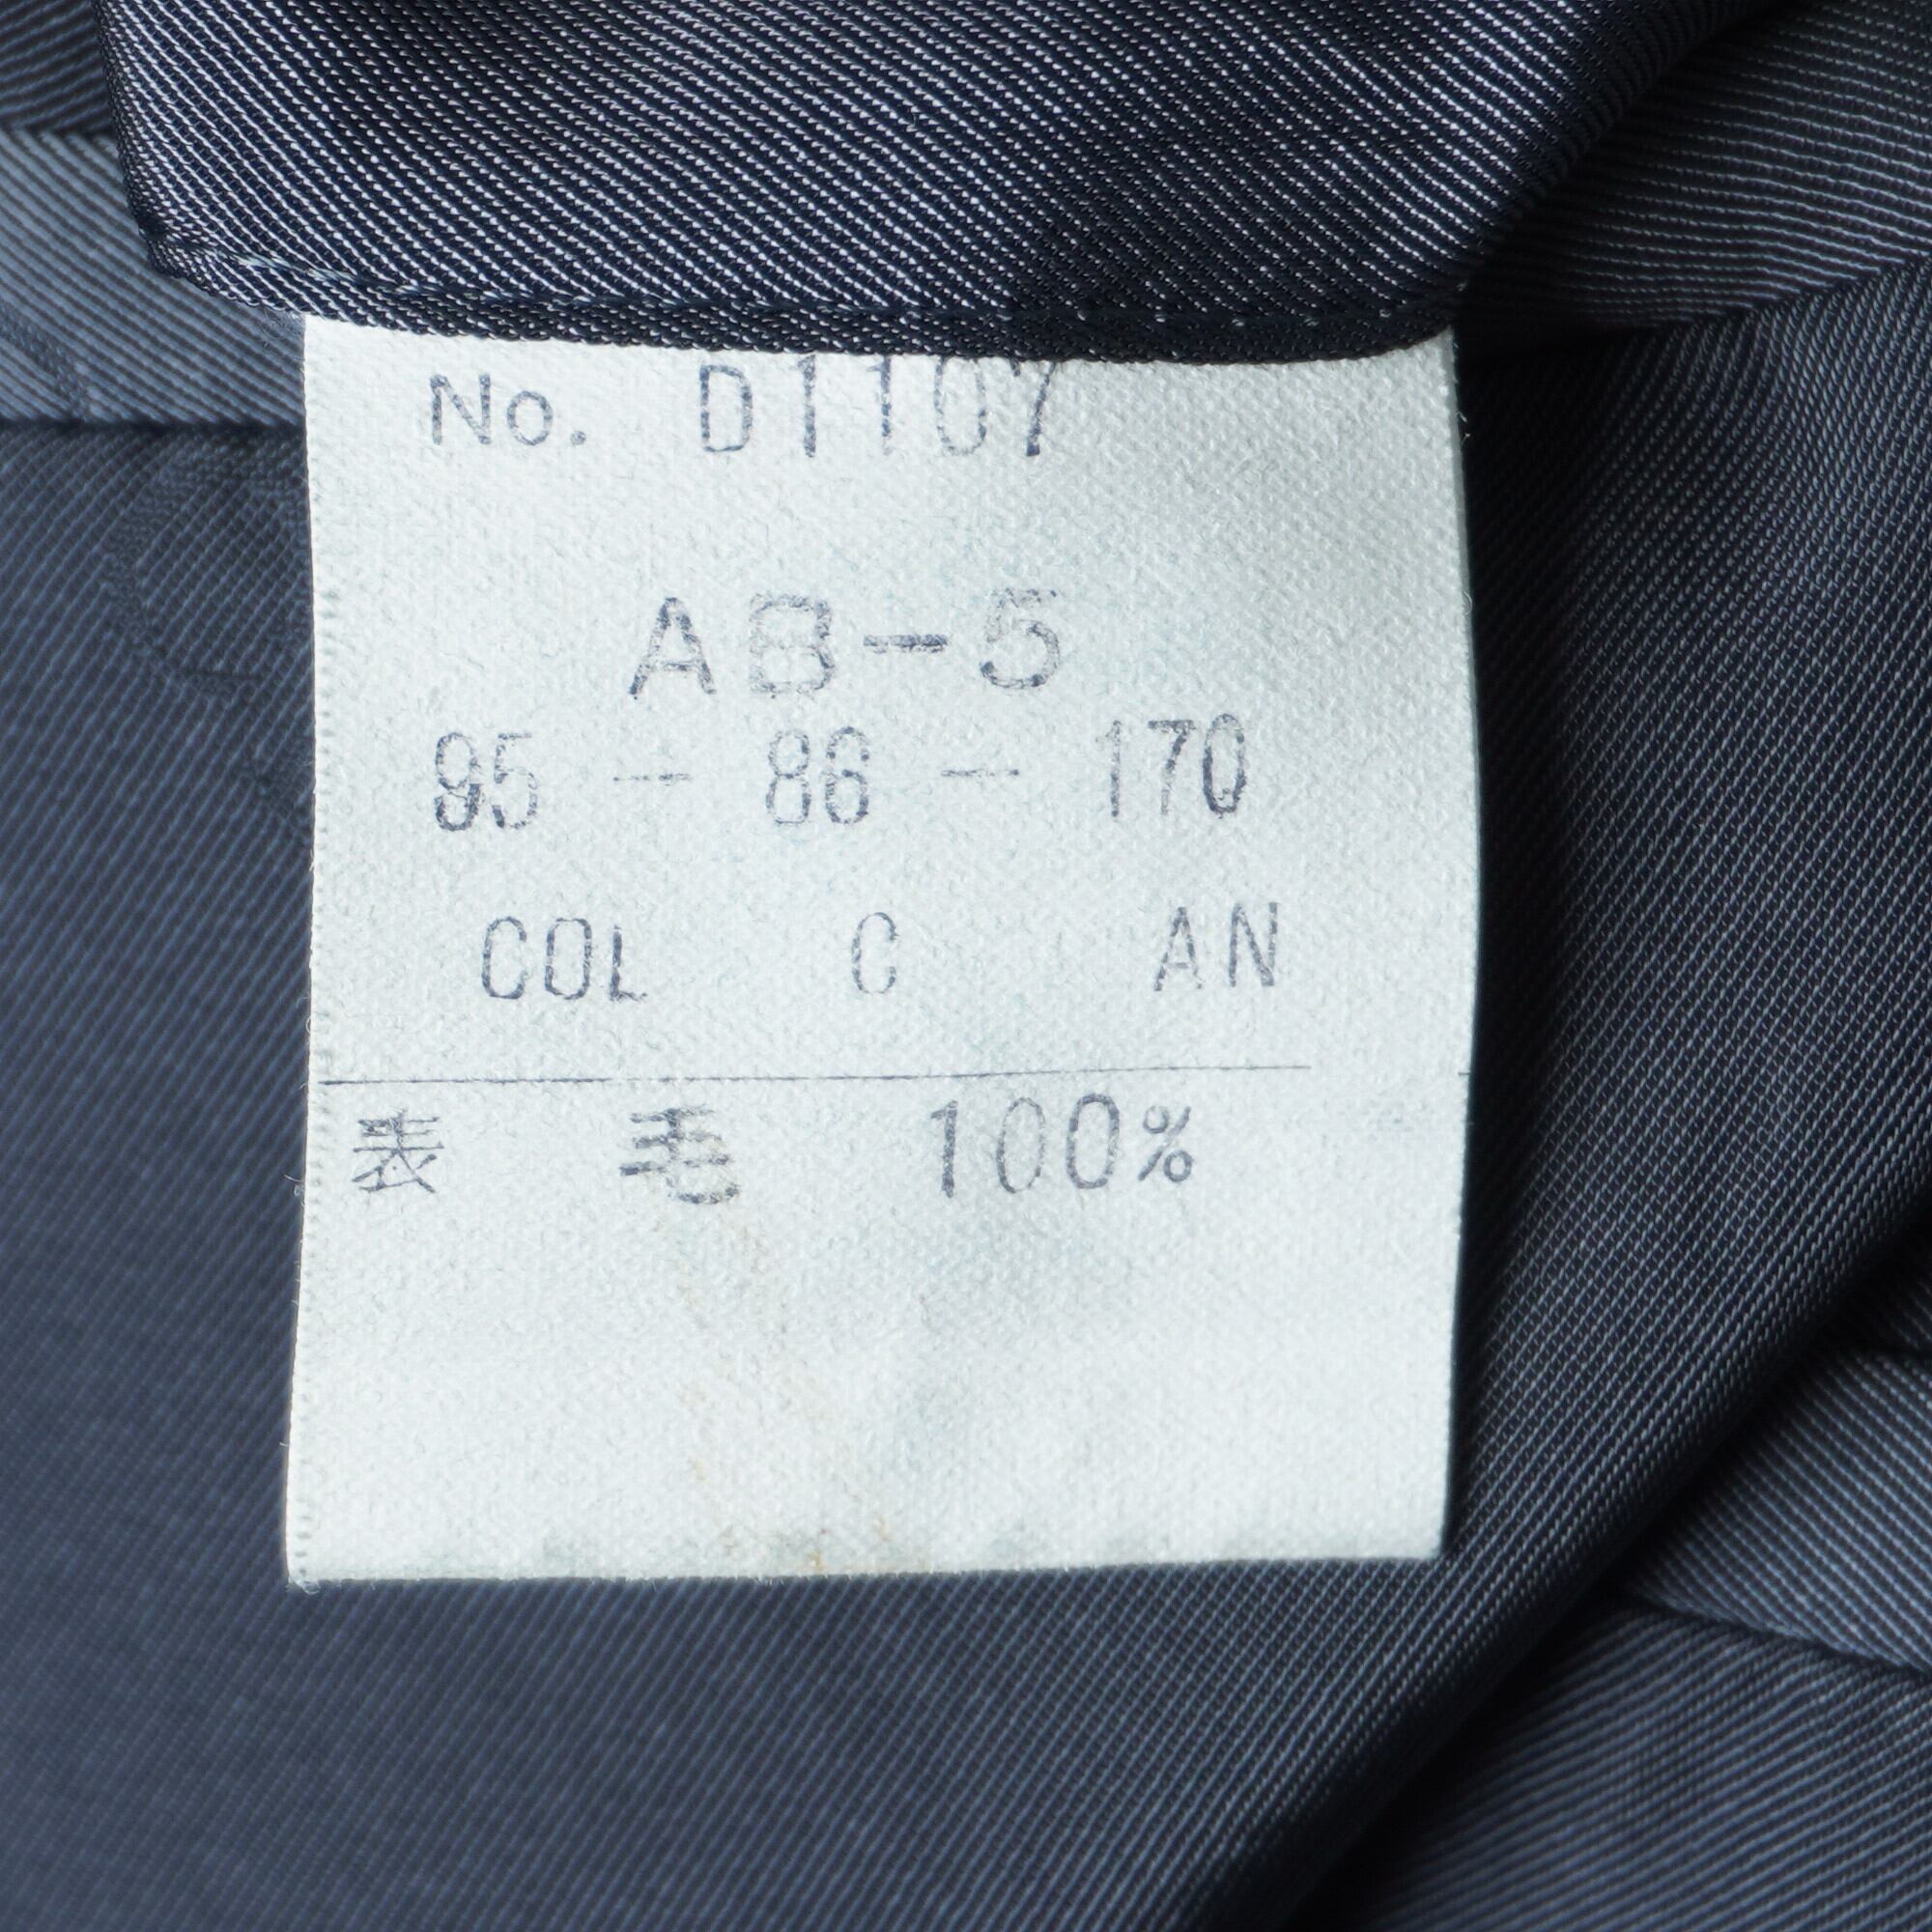 No. D1107
AB-5
95 - 86 - 170
COL C AN
表 毛 100%